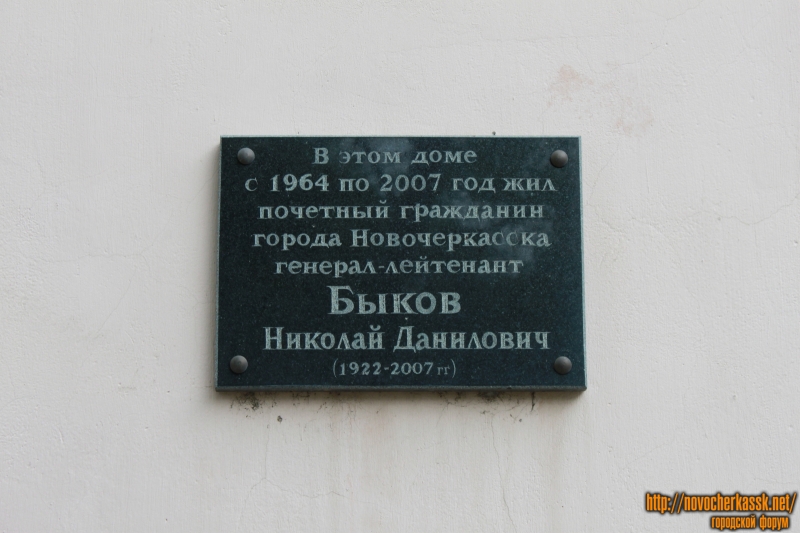 В этом доме
с 1964 по 2007 год жил
почетный гражданин
города Новочеркасска
генерал-лейтенант
Быков
Николай Данилович
(1922-2007 гг)
http://novocherkassk.net/
городской форум